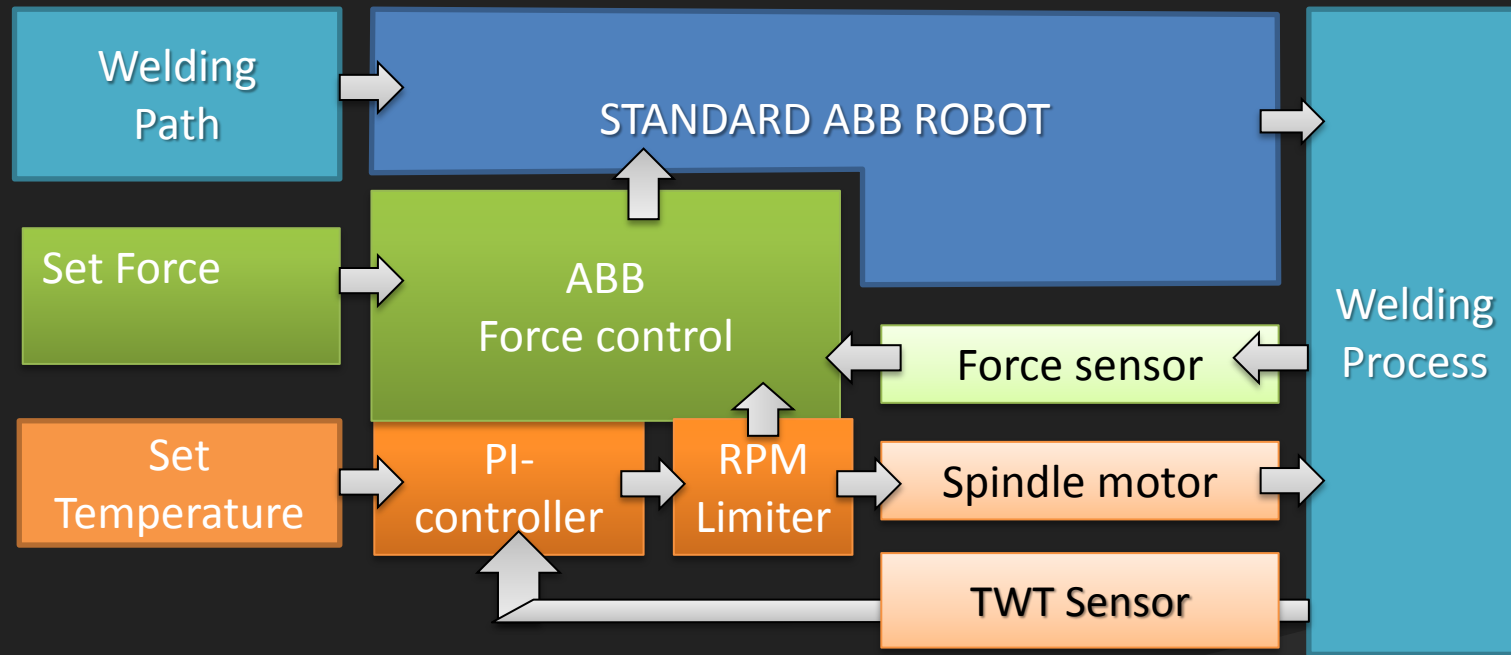 Welding
Path
STANDARD ABB ROBOT
Set Force
ABB
Force control
Welding
Process
Force sensor
Set
Temperature
PI-
controller
RPM
Limiter
Spindle motor
TWT Sensor